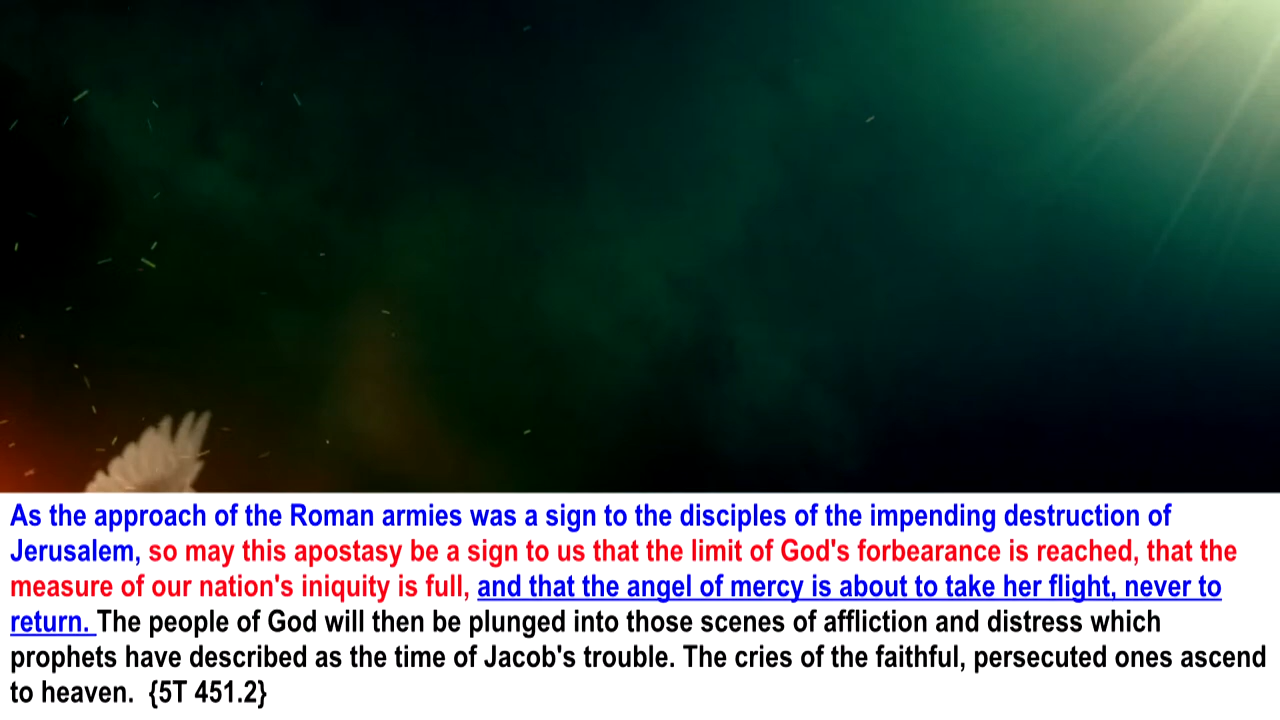 As the approach of the Roman armies was a sign to the disciples of the impending destruction of
Jerusalem, so may this apostasy be a sign to us that the limit of God's forbearance is reached, that the
measure of our nation's iniquity is full, and that the angel of mercy is about to take her flight, never to
return. The people of God will then be plunged into those scenes of affliction and distress which
prophets have described as the time of Jacob's trouble. The cries of the faithful, persecuted ones ascend
to heaven. {5T 451.2}